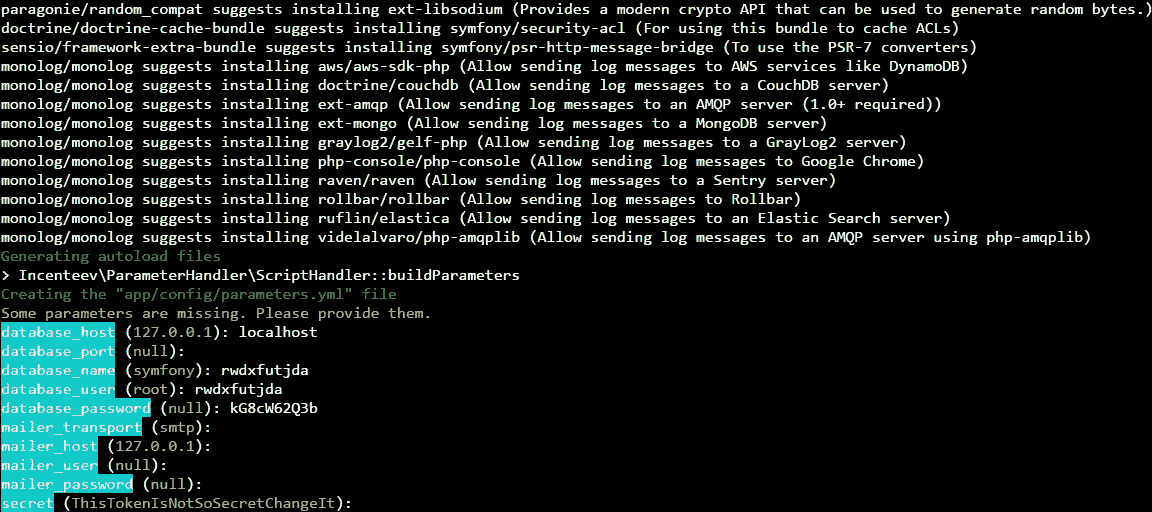 paragonie/random_compat suggests installing ext-libsodium (Provides a modern crypto API that can be used to generate random bytes.)
doctrine/doctrine-cache-bundle suggests installing symfony/security-acl (For using this bundle to cache ACLs)
sensio/framework-extra-bundle suggests installing symfony/psr-http-message-bridge (To use the PSR-7 converters)
monolog/monolog suggests installing aws/aws-sdk-php (Allow sending log messages to AWS services like DynamoDB)
monolog/monolog suggests installing doctrine/couchdb (Allow sending log messages to a CouchDB server)
monolog/monolog suggests installing ext-amqp (Allow sending log messages to an AMQP server (1.0+ required))
monolog/monolog suggests installing ext-mongo (Allow sending log messages to a MongoDB server)
monolog/monolog suggests installing graylog2/gelf-php (Allow sending log messages to a GrayLog2 server)
monolog/monolog suggests installing php-console/php-console (Allow sending log messages to Google Chrome)
monolog/monolog suggests installing raven/raven (Allow sending log messages to a Sentry server)
monolog/monolog suggests installing rollbar/rollbar (Allow sending log messages to Rollbar)
monolog/monolog suggests installing ruflin/elastica (Allow sending log messages to an Elastic Search server)
monolog/monolog suggests installing videlalvaro/php-amqplib (Allow sending log messages to an AMQP server using php-amqplib)
Generating autoload files
> Incenteev\ParameterHandler\ScriptHandler::buildParameters
Creating the "app/config/parameters.yml" file
Some parameters are missing. Please provide them.
database_host (127.0.0.1): localhost
database_port (null):
database_name (symfony): rwdxfutjda
database_user (root): rwdxfutjda
database_password (null): kG8cW62Q3b
mailer_transport (smtp):
mailer_host (127.0.0.1):
mailer_user (null):
mailer_password (null):
secret (ThisTokenIsNotSoSecretChangeIt):